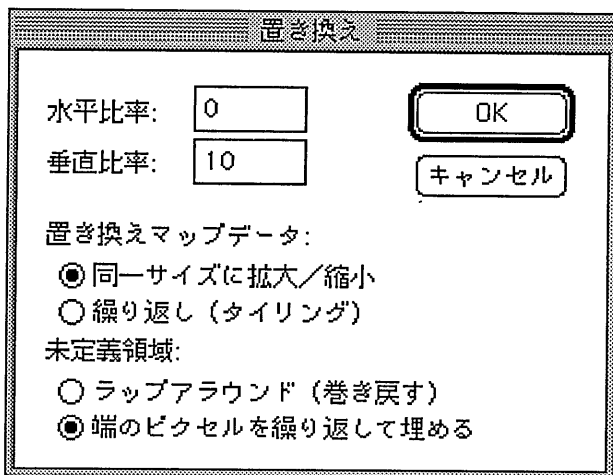 置き換え
水平比率: 0
OK
垂直比率: 10
キャンセル
置き換えマップデータ:
同一サイズに拡大／縮小
繰り返し（タイリング）
未定義領域:
ラップアラウンド（巻き戻す）
端のピクセルを繰り返して埋める